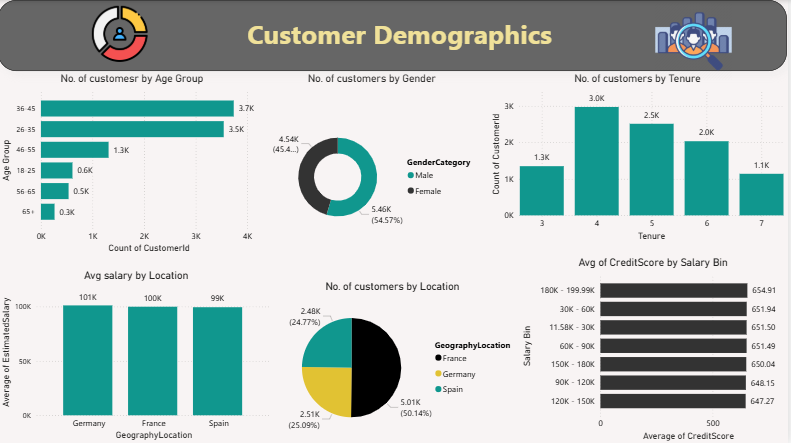 Customer Demographics
No. of customesr by Age Group
Age Group
36-45
3.7K
26-35
3.5K
46-55
1.3K
18-25
0.6K
56-65
0.5K
65+
0.3K
0K 1K 2K 3K 4K
Count of CustomerId
No. of customers by Gender
4.54K
(45.4...)
5.46K
(54.57%)
GenderCategory
Male
Female
No. of customers by Tenure
Count of CustomerId
3K
2K
1K
0K
1.3K
3.0K
2.5K
2.0K
1.1K
3 4 5 6 7
Tenure
Avg salary by Location
Average of EstimatedSalary
100K
50K
0K
101K 100K 99K
Germany France Spain
GeographyLocation
No. of customers by Location
2.48K
(24.77%)
2.51K
(25.09%)
5.01K
(50.14%)
GeographyLocation
France
Germany
Spain
Avg of CreditScore by Salary Bin
Salary Bin
180K - 199.99K 654.91
30K - 60K 651.94
11.58K - 30K 651.50
60K - 90K 651.49
150K - 180K 650.04
90K - 120K 648.15
120K - 150K 647.27
0 500
Average of CreditScore